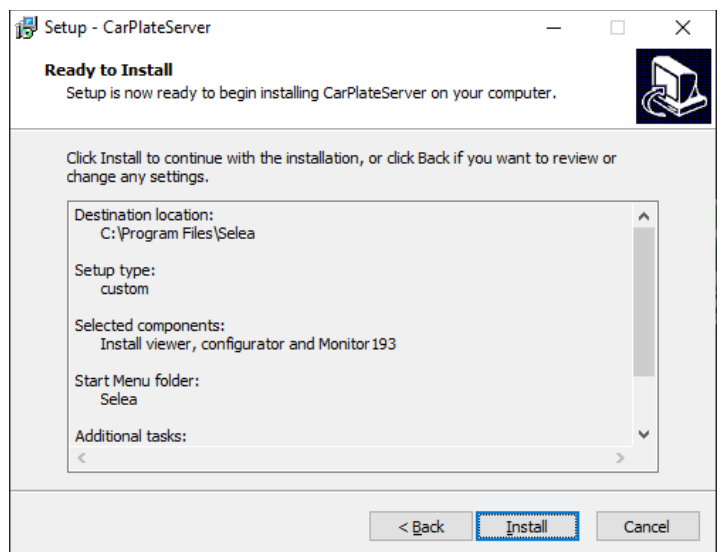 Setup - CarPlateServer
Ready to Install
Setup is now ready to begin installing CarPlateServer on your computer.
Click Install to continue with the installation, or click Back if you want to review or
change any settings.
Destination location:
C:\Program Files\Selea
Setup type:
custom
Selected components:
Install viewer, configurator and Monitor193
Start Menu folder:
Selea
Additional tasks:
< Back
Install
Cancel